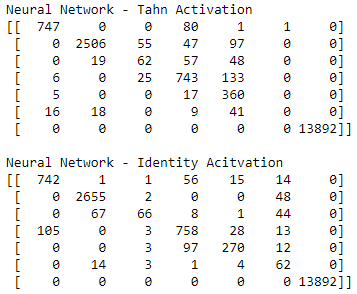 Neural Network - Tahn Activation
[[  747     0     0    80     1     1     0]
 [    0  2506    55    47    97     0     0]
 [    0    19    62    57    48     0     0]
 [    6     0    25   743   133     0     0]
 [    5     0     0    17   360     0     0]
 [   16    18     0     9    41     0     0]
 [    0     0     0     0     0     0 13892]]
Neural Network - Identity Acitvation
[[  742     1     1    56    15    14     0]
 [    0  2655     2     0     0    48     0]
 [    0    67    66     8     1    44     0]
 [  105     0     3   758    28    13     0]
 [    0     0     3    97   270    12     0]
 [    0    14     3     1     4    62     0]
 [    0     0     0     0     0     0 13892]]